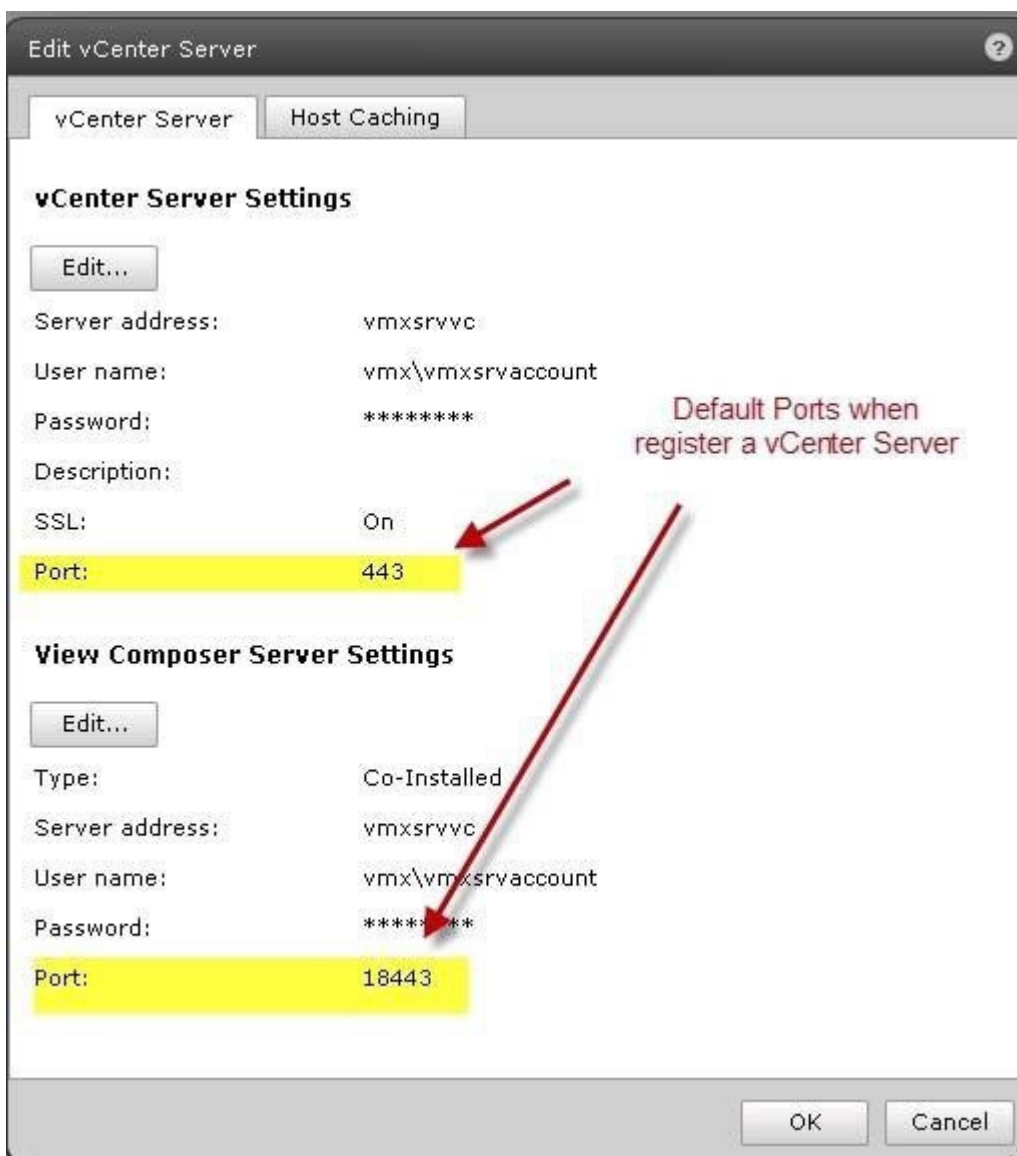 Edit vCenter Server
?
vCenter Server
Host Caching
vCenter Server Settings
Edit...
Server address: vmxsrvvc
User name: vmx\vmxsrvaccount
Password: ********
Default Ports when
register a vCenter Server
Description:
SSL: On
Port: 443
View Composer Server Settings
Edit...
Type: Co-Installed
Server address: vmxsrvvc
User name: vmx\vmxsrvaccount
Password: ********
Port: 18443
OK
Cancel